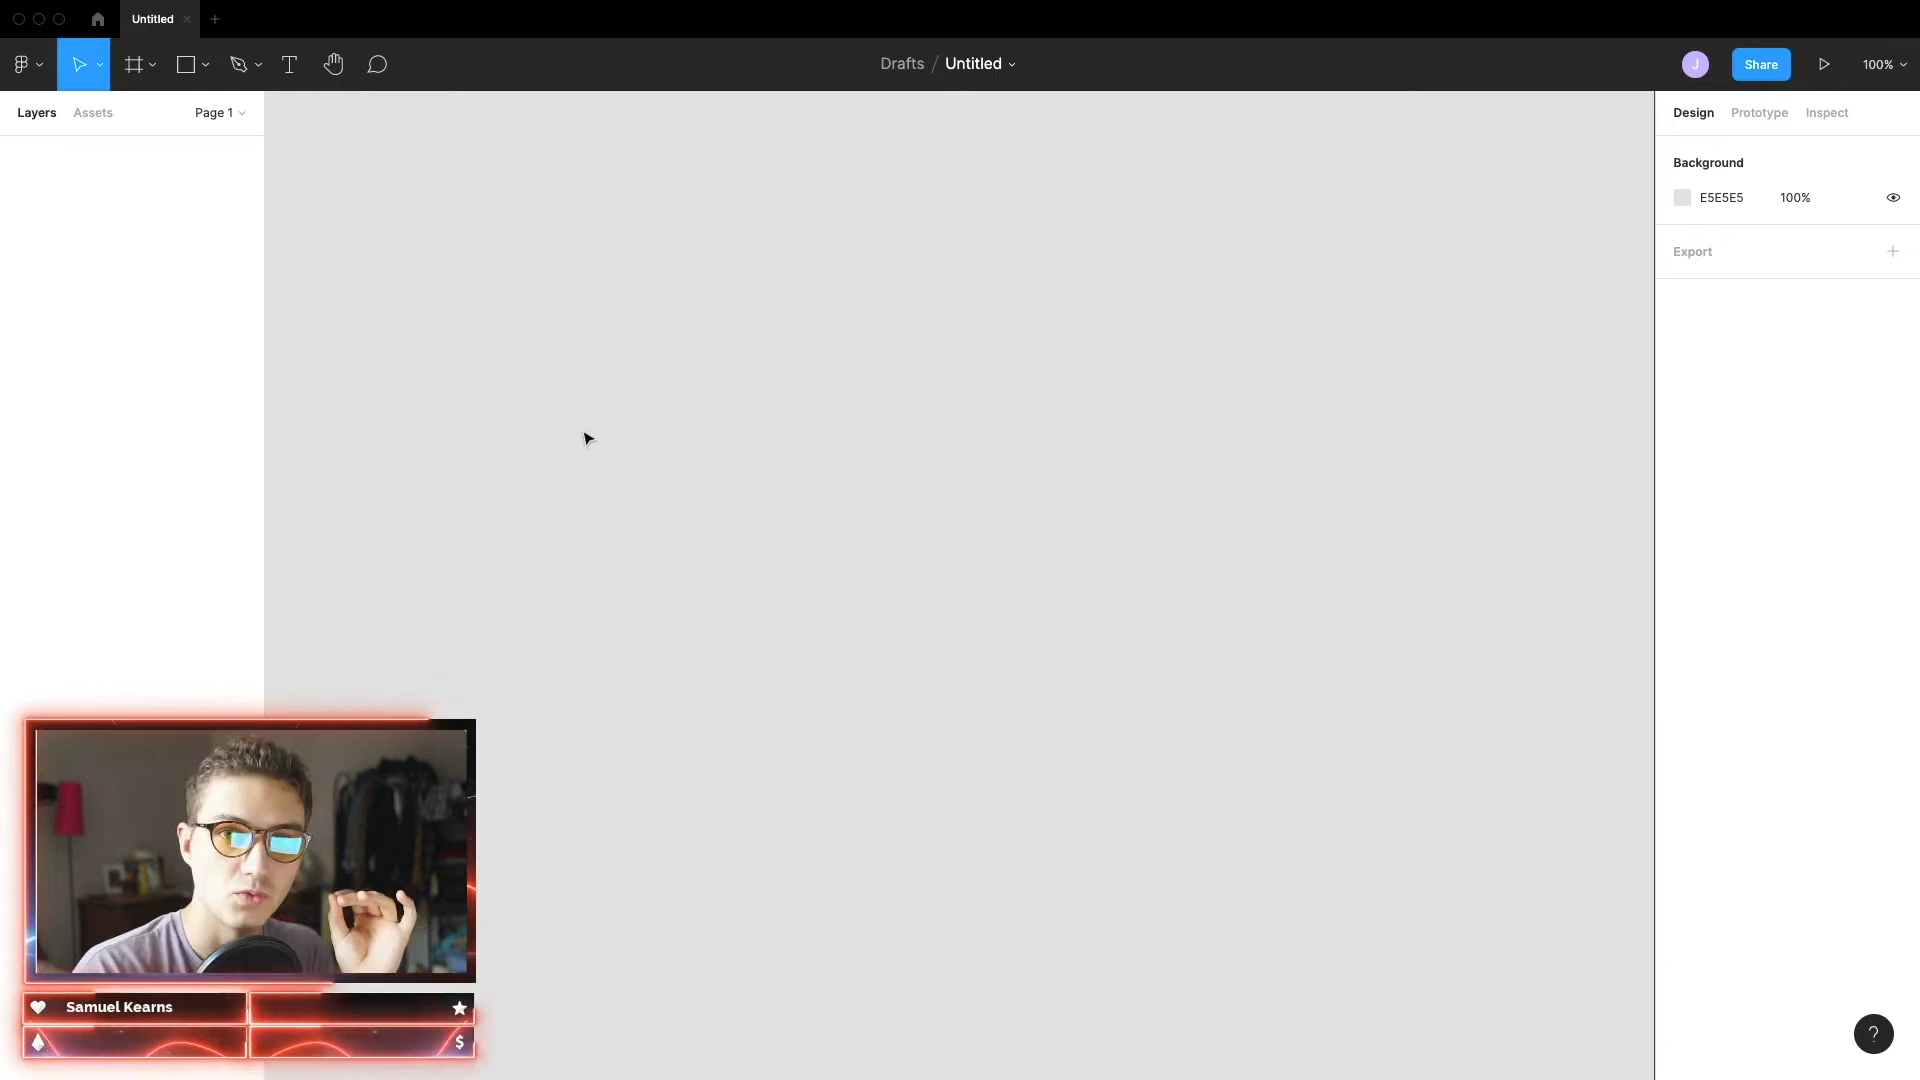 Untitled
Drafts / Untitled
J
Share
100%
Layers
Assets
Page 1
Design
Prototype
Inspect
Background
E5E5E5
100%
Export
Samuel Kearns
$
?